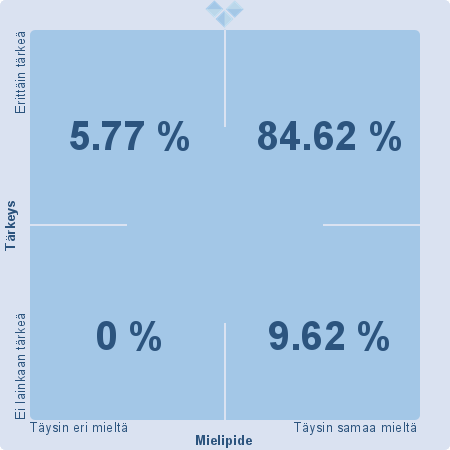 Erittäin tärkeä
5.77 %
84.62 %
Tärkeys
0 %
9.62 %
Ei lainkaan tärkeä
Täysin eri mieltä
Täysin samaa mieltä
Mielipide